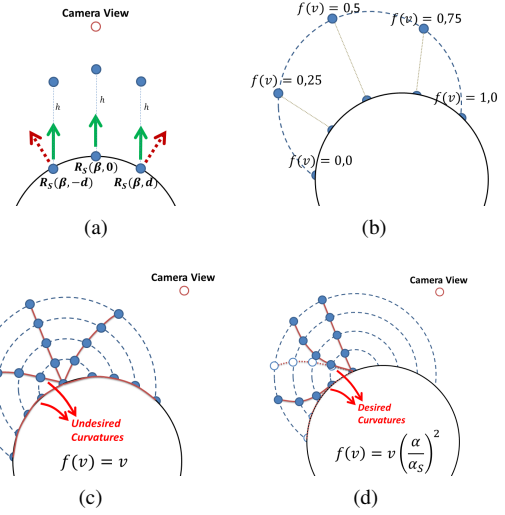 Camera View
h
h
h
R_S(β,-d)
R_S(β,0)
R_S(β,d)
(a)
f(v) = 0,5
f(v) = 0,75
f(v) = 0,25
f(v) = 1,0
f(v) = 0,0
(b)
Camera View
Undesired
Curvatures
f(v) = v
(c)
Camera View
Desired
Curvatures
f(v) = v(α/α_S)^2
(d)